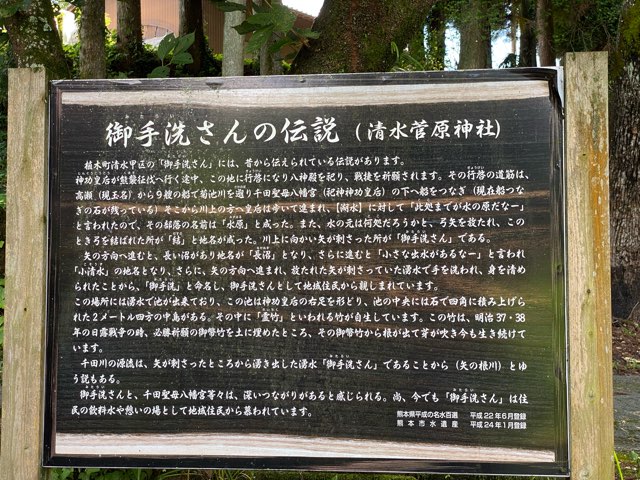 御手洗さんの伝説（清水菅原神社）
植木町清水甲区の「御手洗さん」には、昔から伝えられている伝説があります。
神功皇后が熊襲征伐へ行く途中、この地に行啓になり八神殿を祀り、戦捷を祈願されます。その行啓の道筋は、
高瀬（現玉名）から９艘の船で菊池川を遡り千田聖母八幡宮（祀神神功皇后）の下へ船をつなぎ（現在船つな
ぎの石が残っている）そこから川上の方へ皇后は歩いて進まれ、【湖水】に対して「此処までが水の原だなー」
と言われたので、その部落の名前は「水原」と成った。また、水の元は何処だろうかと、弓矢を放たれ、この
とき弓を結ばれた所が「結」と地名が成った。川上に向かい矢が刺さった所が「御手洗さん」である。
矢の方向へ進むと、長い沼があり地名が「長沼」となり、さらに進むと「小さな出水があるなー」と言われ
“小清水”の地名となり、さらに、矢の方向へ進まれ、放たれた矢が刺さっていた湧水で手を洗われ、身を清め
られたことから、「御手洗」と命名し、御手洗さんとして地域住民から親しまれています。
この場所には湧水で池が出来ており、この池は神功皇后の右足を形どり、池の中央には石で四角に積み上げら
れた２メートル四方の中島がある。その中に「霊竹」といわれる竹が自生しています。この竹は、明治37・38
年の日露戦争の時、必勝祈願の御幣竹を土に埋めたところ、その御幣竹から根が出て芽が吹き今も生き続けて
います。
千田川の源流は、矢が刺さったところから湧き出した湧水「御手洗さん」であることから（矢の根川）とゆ
う説もある。
御手洗さんと、千田聖母八幡宮等々は、深いつながりがあると感じられる。尚、今でも「御手洗さん」は住
民の飲料水や憩いの場として地域住民から慕われています。
熊本県平成の名水百選　平成22年６月登録
熊本市水遺産　平成24年１月登録